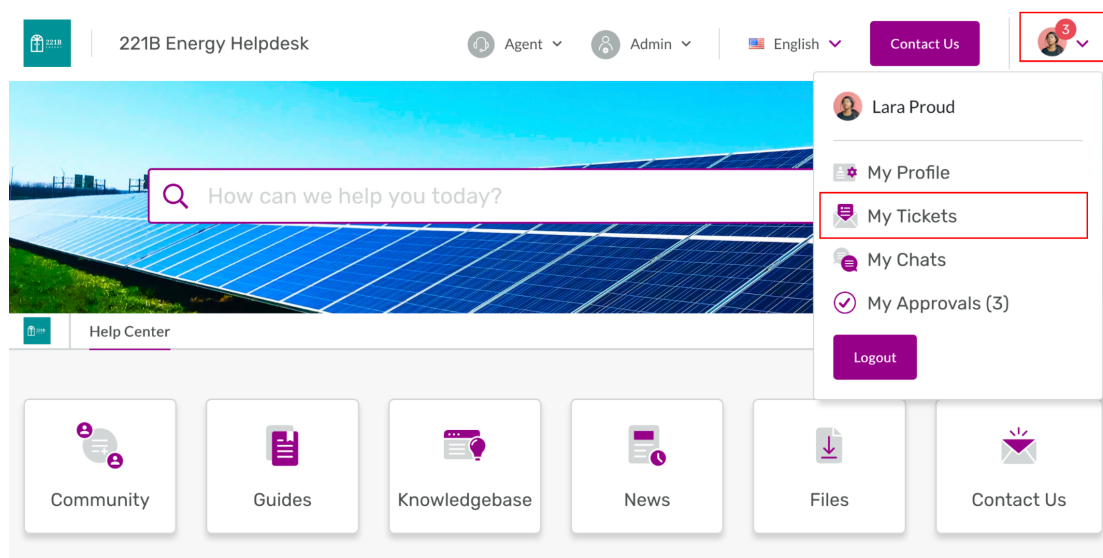 221B
221B Energy Helpdesk
Agent
Admin
English
Contact Us
3
Lara Proud
How can we help you today?
My Profile
My Tickets
My Chats
My Approvals (3)
Logout
Help Center
Community
Guides
Knowledgebase
News
Files
Contact Us